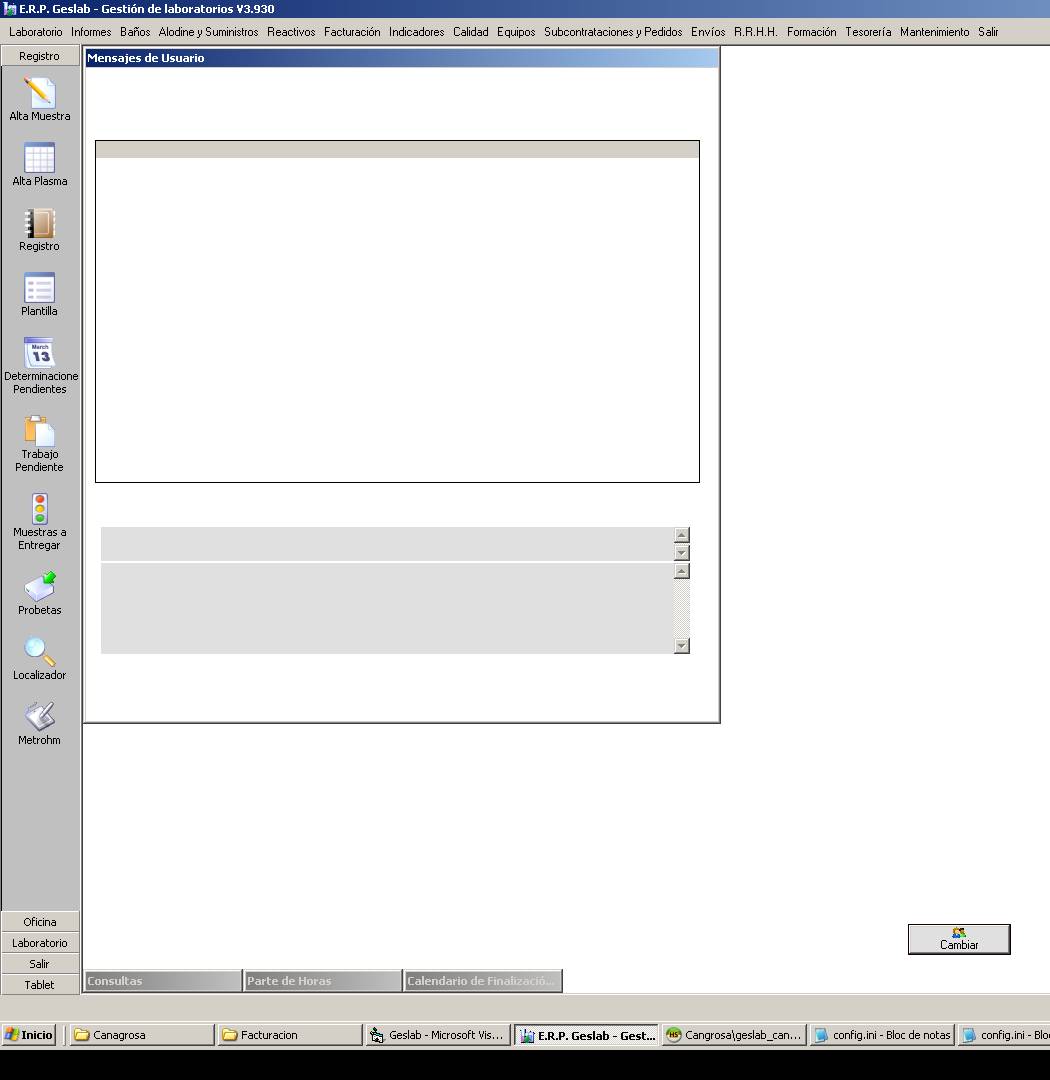 E.R.P. Geslab - Gestión de laboratorios V3.930
Laboratorio Informes Baños Alodine y Suministros Reactivos Facturación Indicadores Calidad Equipos Subcontrataciones y Pedidos Envíos R.R.H.H. Formación Tesorería Mantenimiento Salir
Registro
Mensajes de Usuario
Alta Muestra
Alta Plasma
Registro
Plantilla
March
13
Determinacione
Pendientes
Trabajo
Pendiente
Muestras a
Entregar
Probetas
Localizador
Metrohm
Oficina
Laboratorio
Salir
Tablet
Cambiar
Consultas
Parte de Horas
Calendario de Finalizació...
Inicio
Canagrosa
Facturacion
Geslab - Microsoft Vis...
E.R.P. Geslab - Gest...
HS
Cangrosa\geslab_can...
config.ini - Bloc de notas
config.ini - Blo